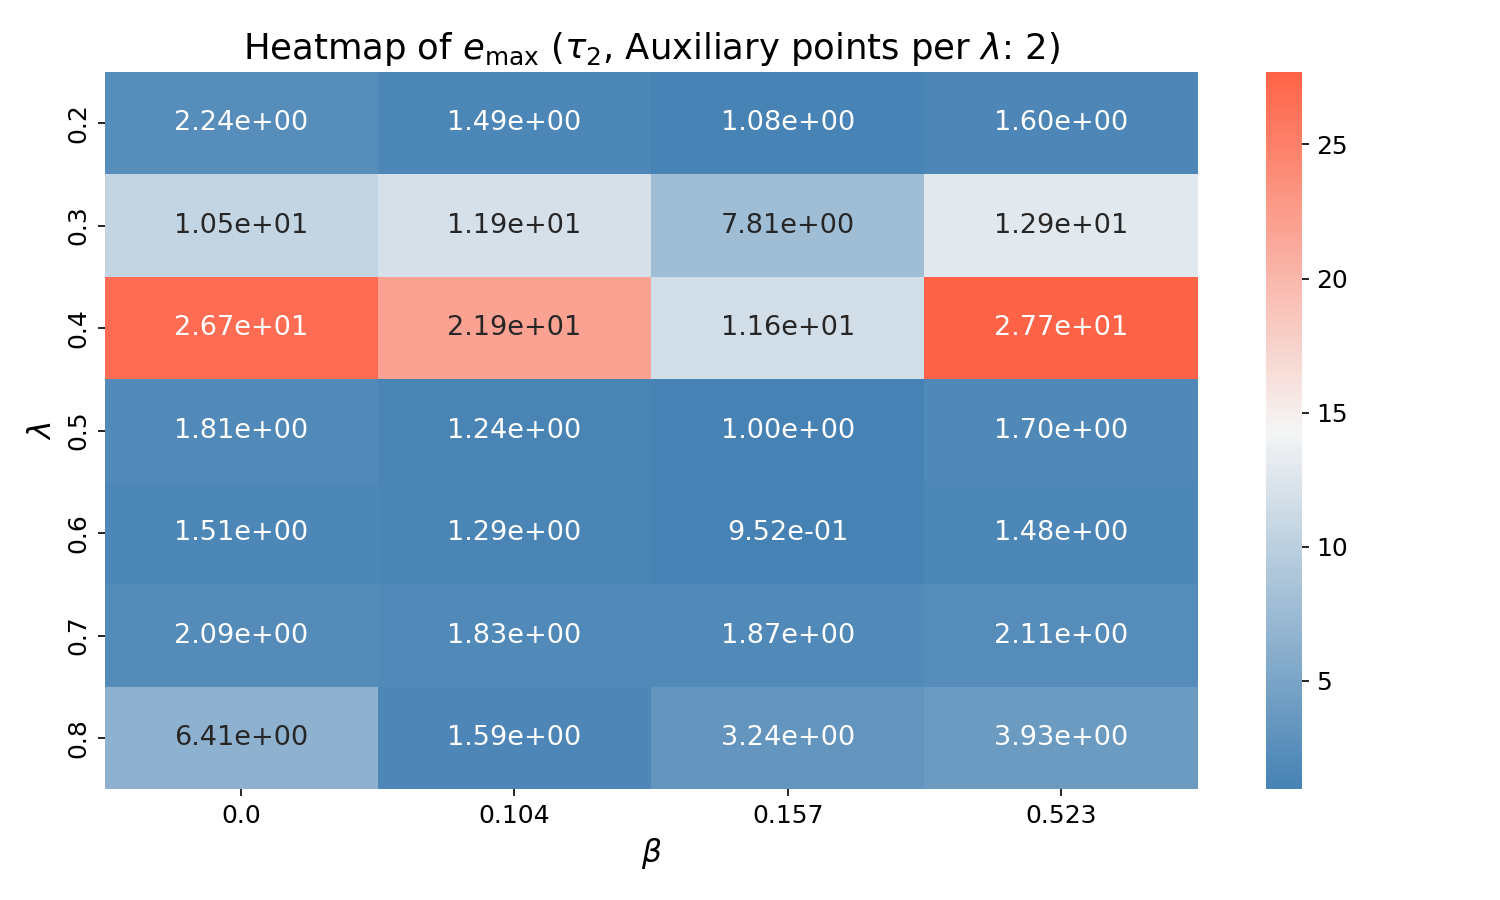 Heatmap of e_max (τ_2, Auxiliary points per λ: 2)
λ
0.2 2.24e+00 1.49e+00 1.08e+00 1.60e+00
0.3 1.05e+01 1.19e+01 7.81e+00 1.29e+01
0.4 2.67e+01 2.19e+01 1.16e+01 2.77e+01
0.5 1.81e+00 1.24e+00 1.00e+00 1.70e+00
0.6 1.51e+00 1.29e+00 9.52e-01 1.48e+00
0.7 2.09e+00 1.83e+00 1.87e+00 2.11e+00
0.8 6.41e+00 1.59e+00 3.24e+00 3.93e+00
0.0 0.104 0.157 0.523
β
25
20
15
10
5